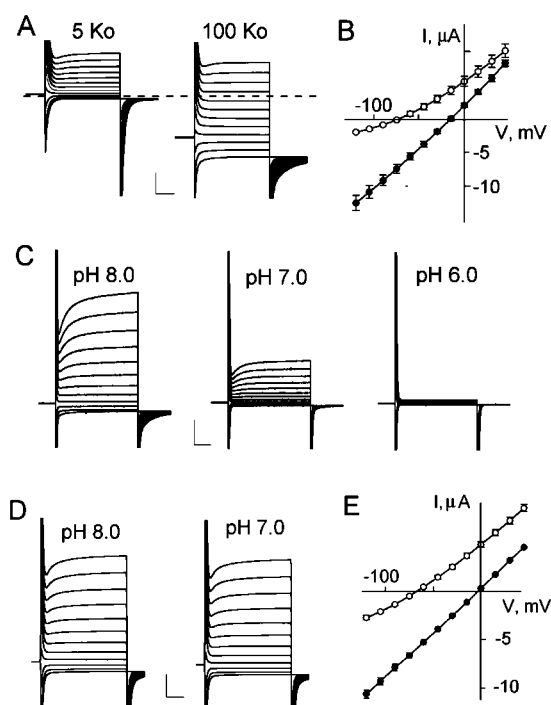 A
5 Ko
100 Ko
B
I, μA
-100
V, mV
-5
-10
C
pH 8.0
pH 7.0
pH 6.0
D
pH 8.0
pH 7.0
E
I, μA
-100
V, mV
-5
-10